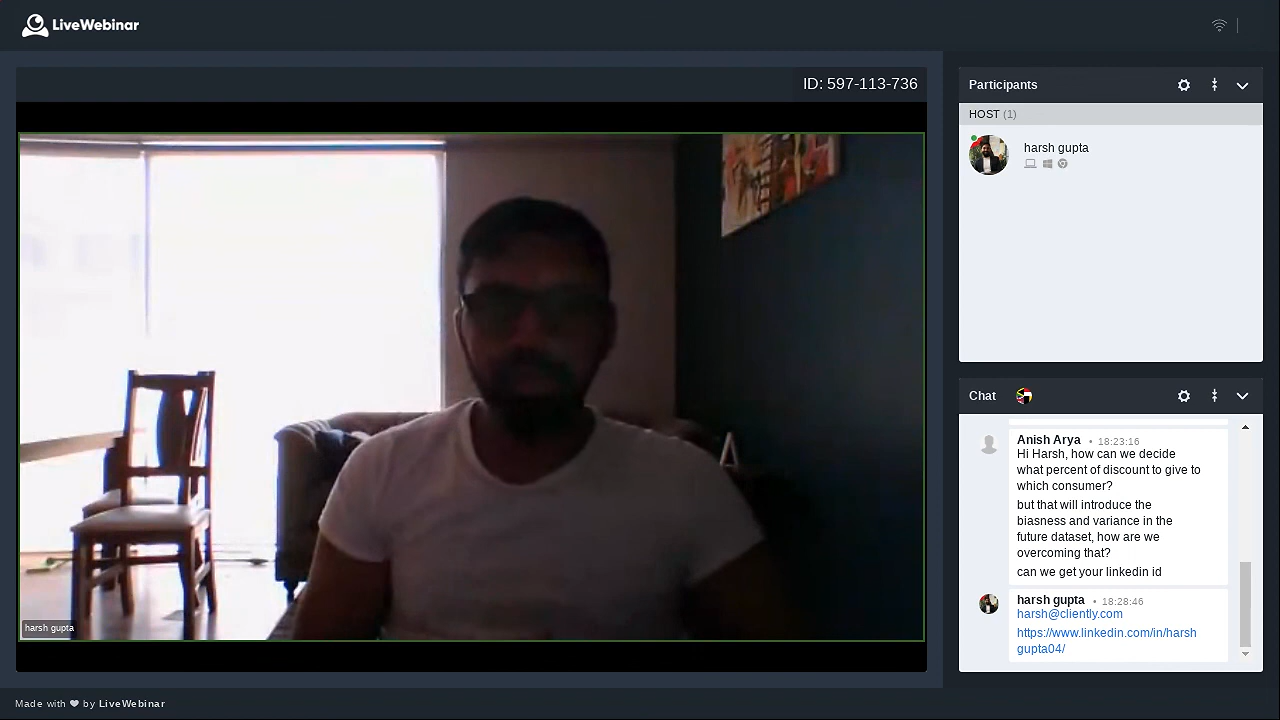 LiveWebinar
ID: 597-113-736
harsh gupta
Participants
HOST (1)
harsh gupta
Chat
Anish Arya • 18:23:16
Hi Harsh, how can we decide
what percent of discount to give to
which consumer?
but that will introduce the
biasness and variance in the
future dataset, how are we
overcoming that?
can we get your linkedin id
harsh gupta • 18:28:46
harsh@cliently.com
https://www.linkedin.com/in/harsh
gupta04/
Made with ❤ by LiveWebinar